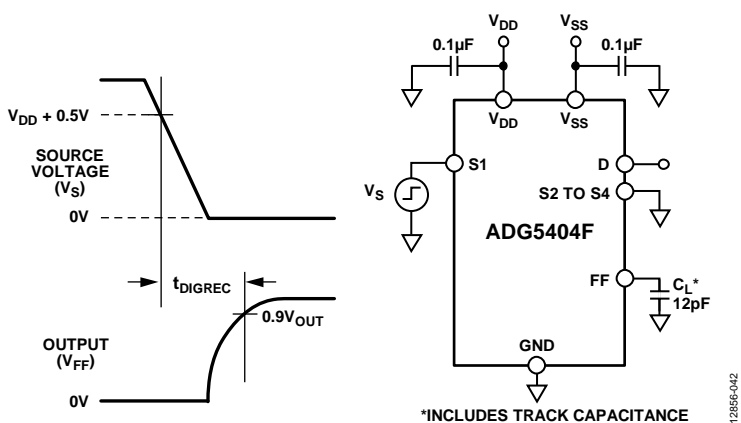 V_DD + 0.5V
SOURCE
VOLTAGE
(V_S)
0V
t_DIGREC
0.9V_OUT
OUTPUT
(V_FF)
0V
V_DD
V_SS
0.1µF
0.1µF
V_DD
V_SS
S1
V_S
D
S2 TO S4
ADG5404F
FF
C_L*
12pF
GND
*INCLUDES TRACK CAPACITANCE
12856-042